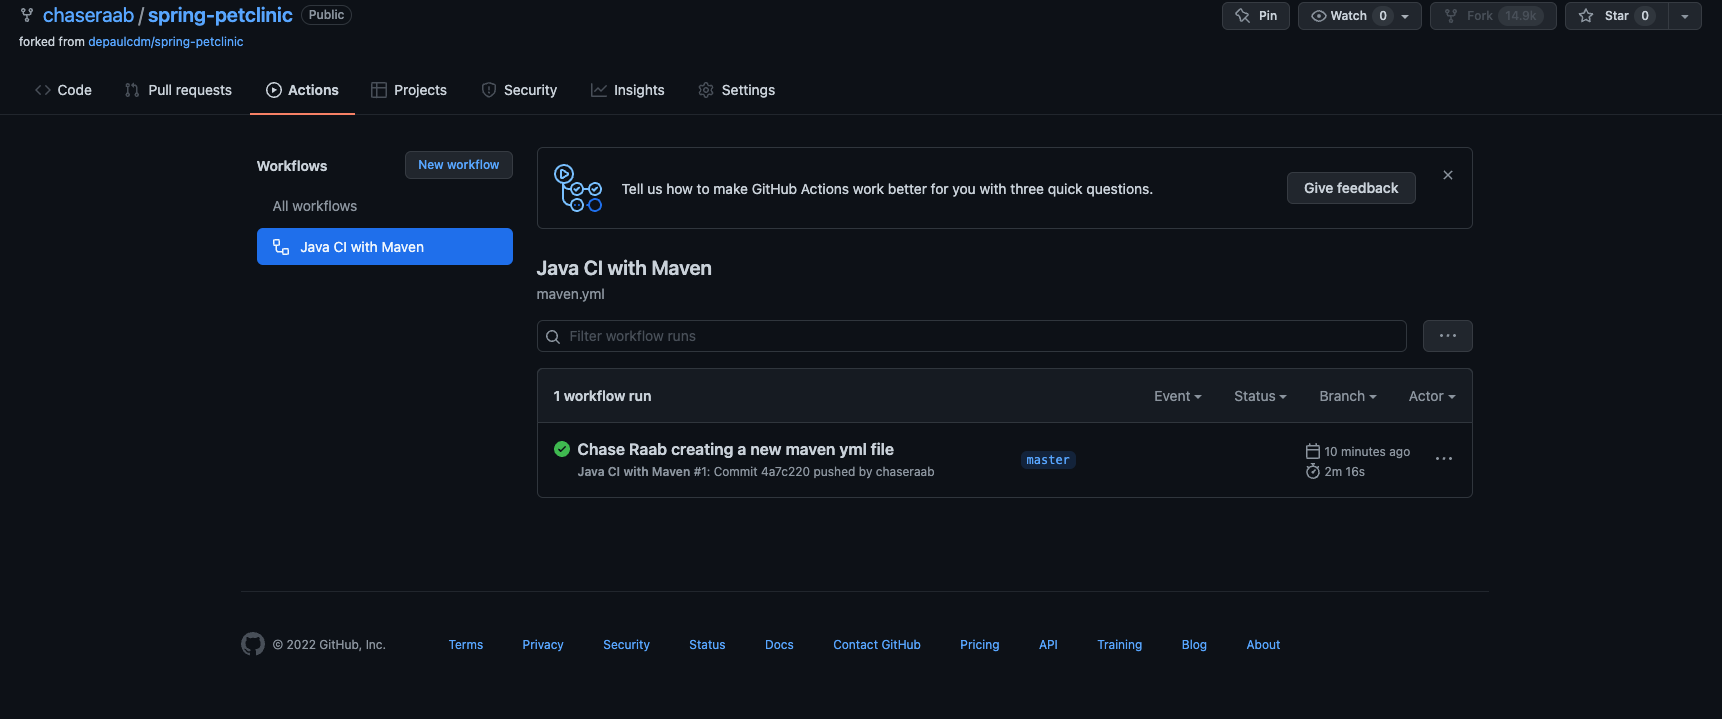 chaseraab / spring-petclinic Public
Pin
Watch 0
Fork 14.9k
Star 0
forked from depaulcdm/spring-petclinic
Code
Pull requests
Actions
Projects
Security
Insights
Settings
Workflows
New workflow
All workflows
Java CI with Maven
Tell us how to make GitHub Actions work better for you with three quick questions.
Give feedback
Java CI with Maven
maven.yml
Filter workflow runs
1 workflow run
Event
Status
Branch
Actor
Chase Raab creating a new maven yml file
Java CI with Maven #1: Commit 4a7c220 pushed by chaseraab
master
10 minutes ago
2m 16s
© 2022 GitHub, Inc.
Terms
Privacy
Security
Status
Docs
Contact GitHub
Pricing
API
Training
Blog
About